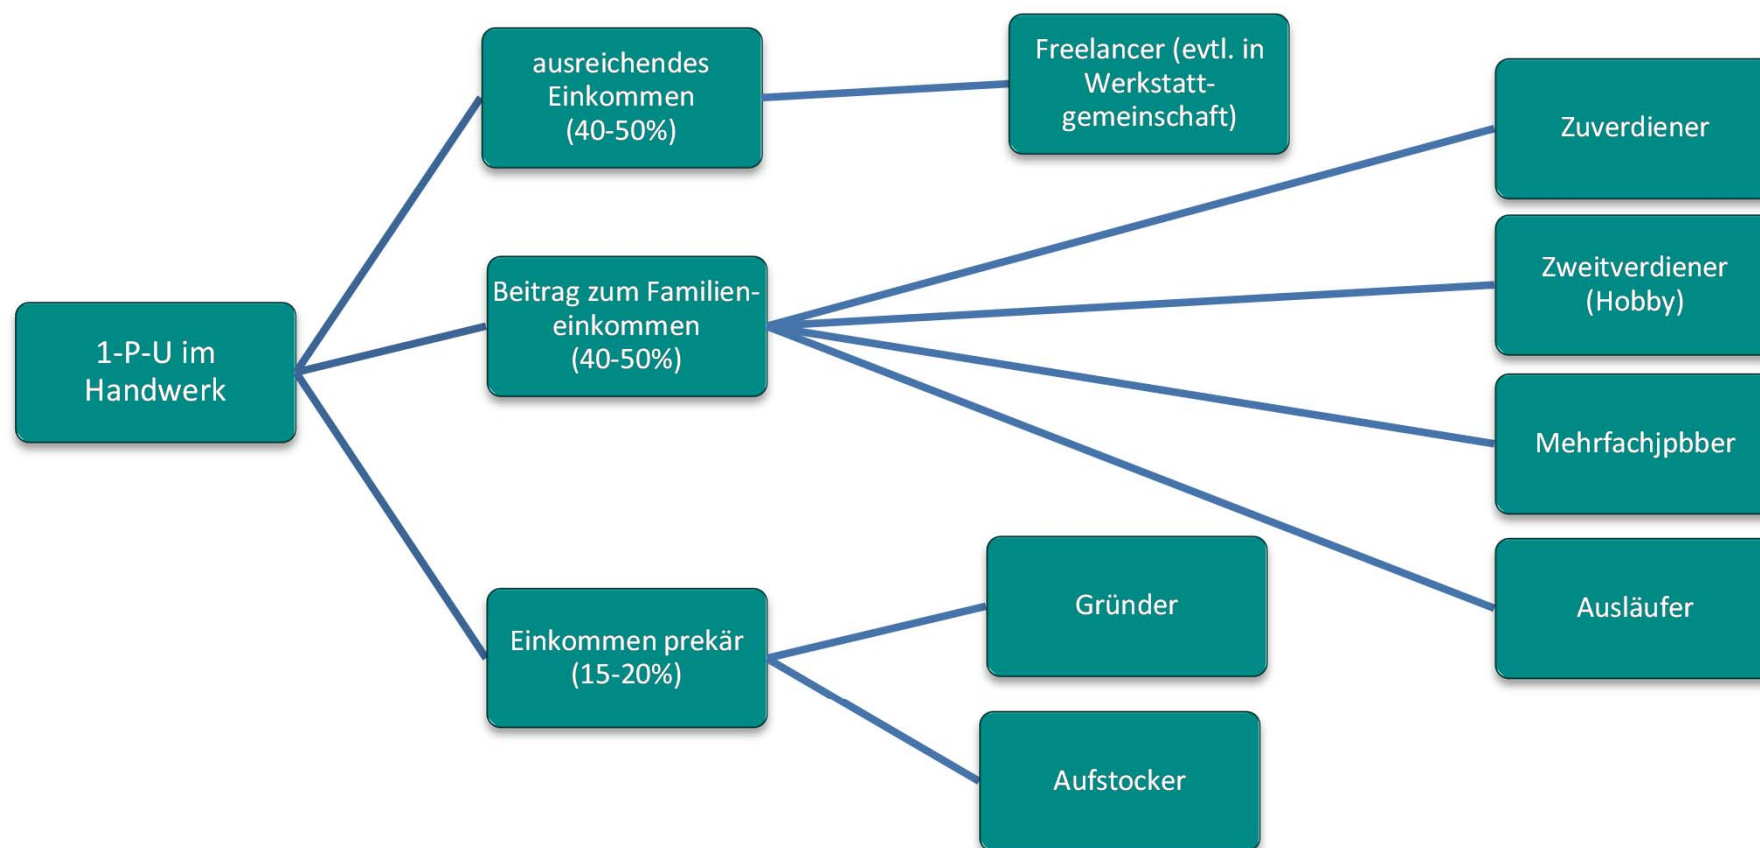 1-P-U im
Handwerk
ausreichendes
Einkommen
(40-50%)
Freelancer (evtl. in
Werkstatt-
gemeinschaft)
Beitrag zum Familien-
einkommen
(40-50%)
Zuverdiener
Zweitverdiener
(Hobby)
Mehrfachjpbber
Ausläufer
Einkommen prekär
(15-20%)
Gründer
Aufstocker